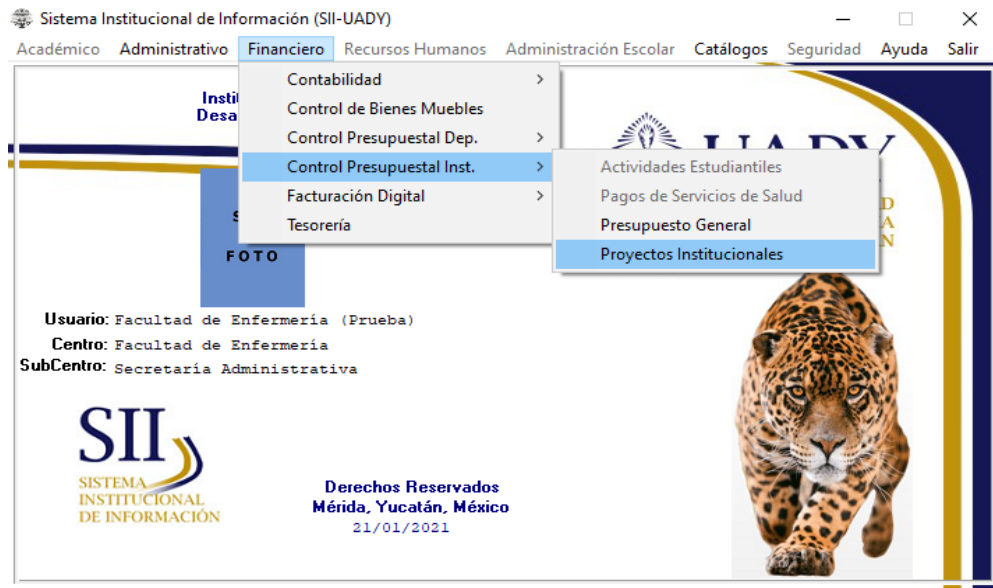 Sistema Institucional de Información (SII-UADY)
Académico Administrativo Financiero Recursos Humanos Administración Escolar Catálogos Seguridad Ayuda Salir
Contabilidad
Control de Bienes Muebles
Control Presupuestal Dep.
Control Presupuestal Inst.
Facturación Digital
Tesorería
Actividades Estudiantiles
Pagos de Servicios de Salud
Presupuesto General
Proyectos Institucionales
FOTO
Usuario: Facultad de Enfermería (Prueba)
Centro: Facultad de Enfermería
SubCentro: Secretaría Administrativa
SII
SISTEMA
INSTITUCIONAL
DE INFORMACIÓN
Derechos Reservados
Mérida, Yucatán, México
21/01/2021